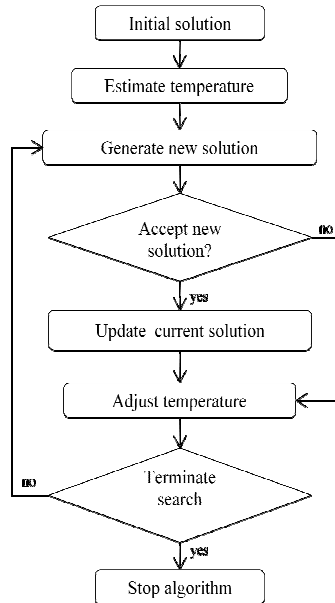 Initial solution
Estimate temperature
Generate new solution
Accept new
solution?
no
yes
Update current solution
Adjust temperature
Terminate
search
no
yes
Stop algorithm